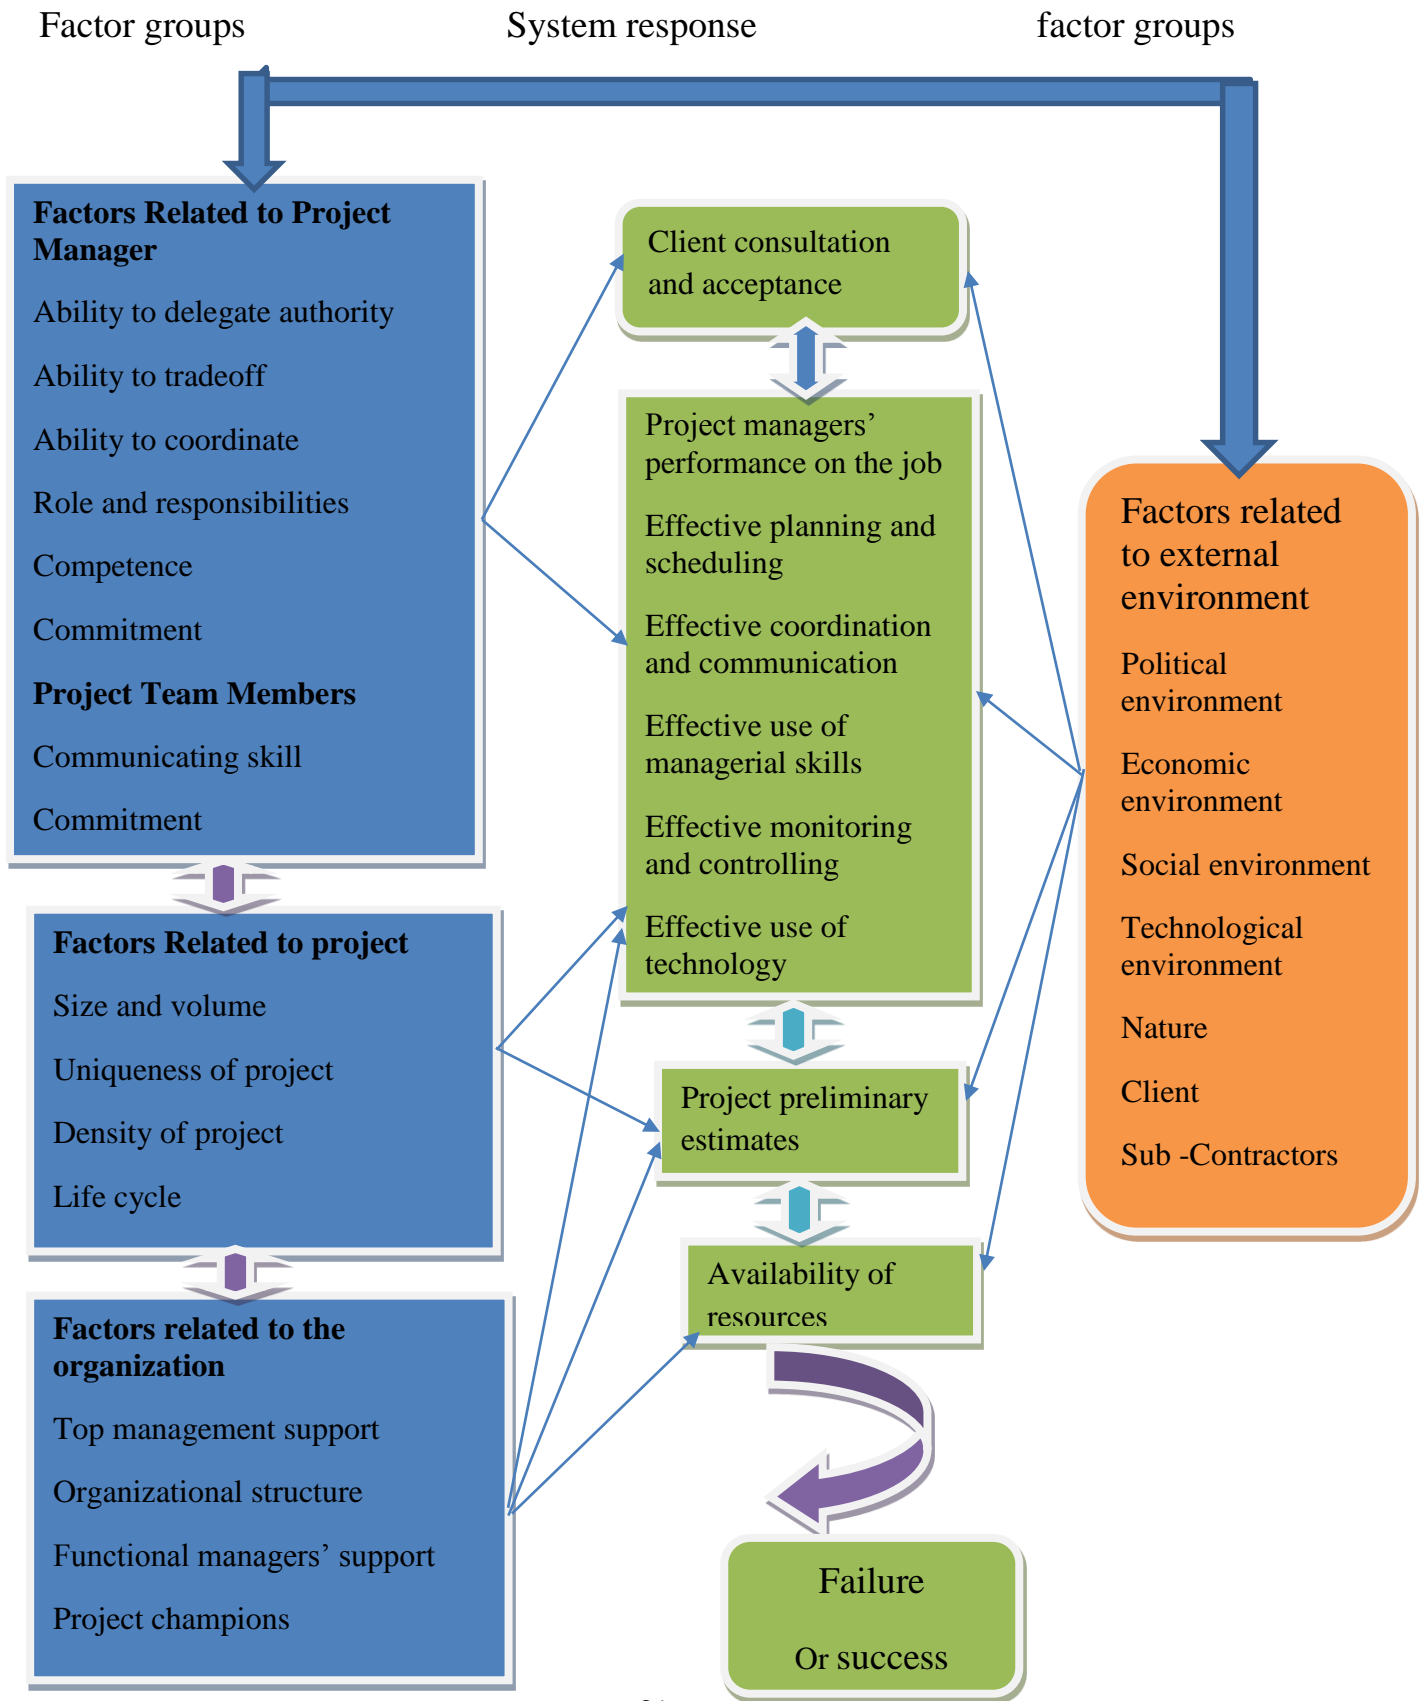 Factor groups
System response
factor groups
Factors Related to Project
Manager
Ability to delegate authority
Ability to tradeoff
Ability to coordinate
Role and responsibilities
Competence
Commitment
Project Team Members
Communicating skill
Commitment
Factors Related to project
Size and volume
Uniqueness of project
Density of project
Life cycle
Factors related to the
organization
Top management support
Organizational structure
Functional managers’ support
Project champions
Client consultation
and acceptance
Project managers’
performance on the job
Effective planning and
scheduling
Effective coordination
and communication
Effective use of
managerial skills
Effective monitoring
and controlling
Effective use of
technology
Project preliminary
estimates
Availability of
resources
Failure
Or success
Factors related
to external
environment
Political
environment
Economic
environment
Social environment
Technological
environment
Nature
Client
Sub -Contractors